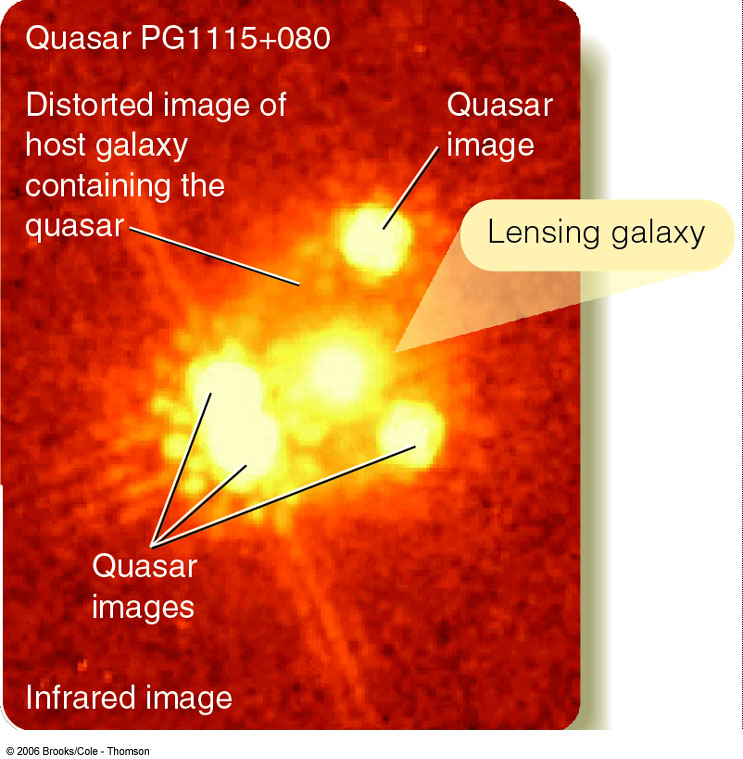 Quasar PG1115+080
Distorted image of
host galaxy
containing the
quasar
Quasar
image
Lensing galaxy
Quasar
images
Infrared image
© 2006 Brooks/Cole - Thomson